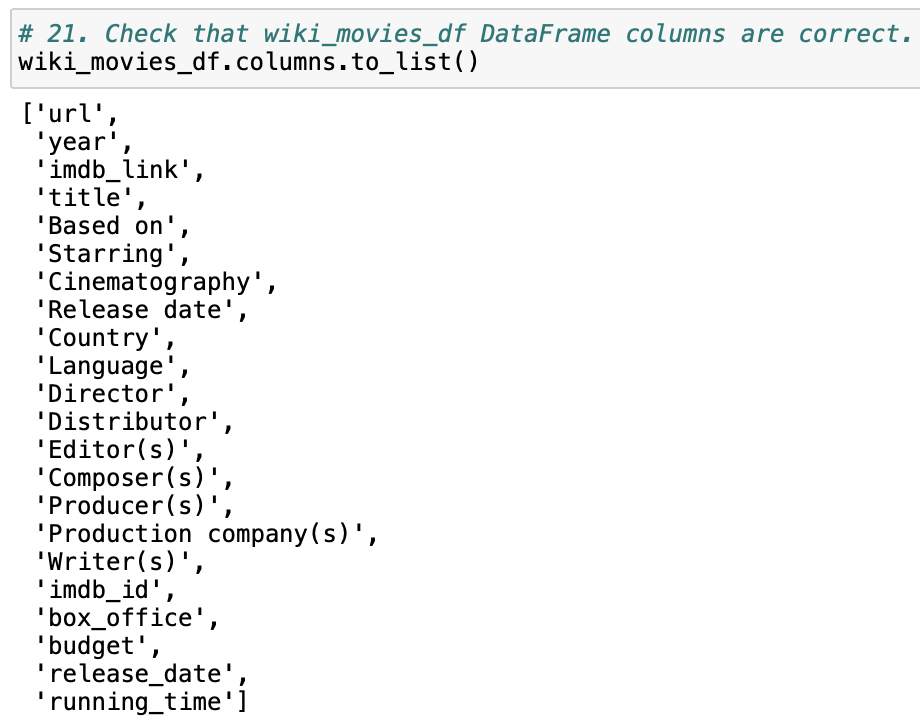 # 21. Check that wiki_movies_df DataFrame columns are correct.
wiki_movies_df.columns.to_list()
['url',
'year',
'imdb_link',
'title',
'Based on',
'Starring',
'Cinematography',
'Release date',
'Country',
'Language',
'Director',
'Distributor',
'Editor(s)',
'Composer(s)',
'Producer(s)',
'Production company(s)',
'Writer(s)',
'imdb_id',
'box_office',
'budget',
'release_date',
'running_time']